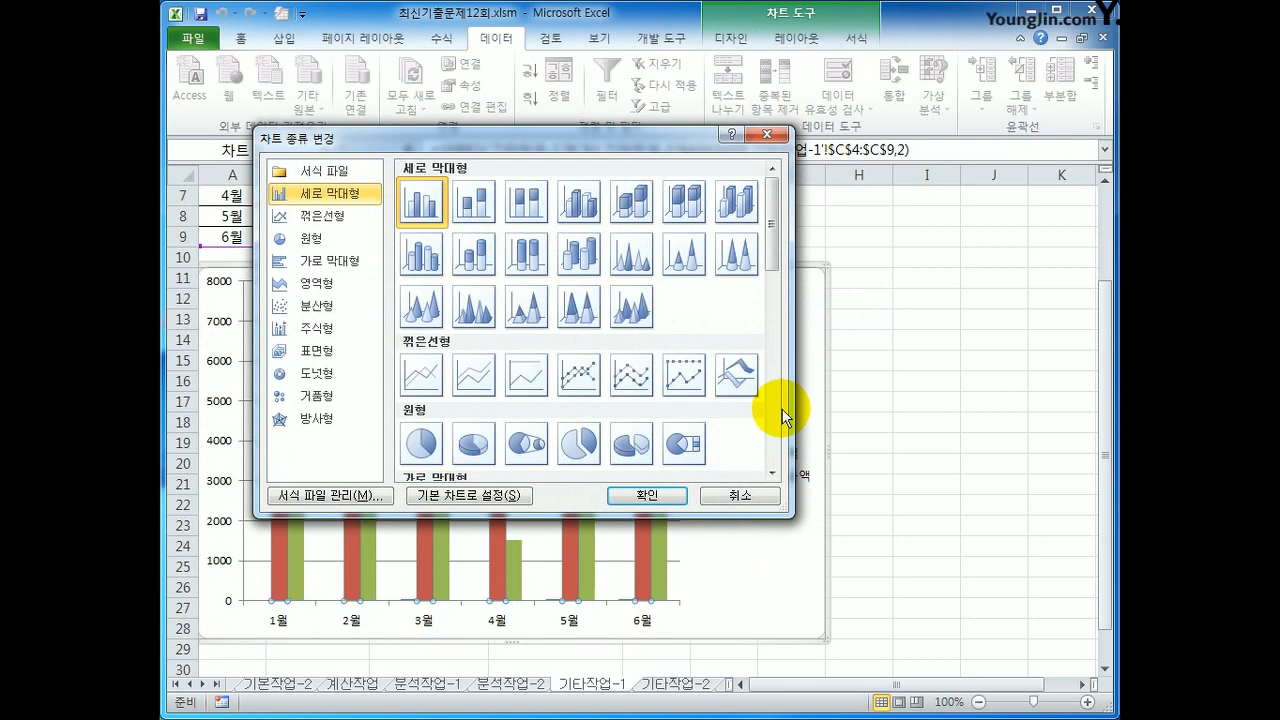 최신기출문제12회.xlsm - Microsoft Excel
차트 도구
YoungJin.com
파일 홈 삽입 페이지 레이아웃 수식 데이터 검토 보기 개발 도구 디자인 레이아웃 서식
Access 웹 텍스트 기타 원본 기존 연결 모두 새로 고침 연결 속성 연결 편집 정렬 필터 지우기 다시 적용 고급 텍스트 나누기 중복된 항목 제거 데이터 유효성 검사 통합 가상 분석 그룹 그룹 해제 부분합
데이터 도구 윤곽선
차트 종류 변경
차트
업-1'!$C$4:$C$9,2)
A H I J K
7 4월
8 5월
9 6월
10
11
12
13
14
15
16
17
18
19
20
21
22
23
24
25
26
27
28
29
30
서식 파일
세로 막대형
꺾은선형
원형
가로 막대형
영역형
분산형
주식형
표면형
도넛형
거품형
방사형
세로 막대형
꺾은선형
원형
가로 막대형
서식 파일 관리(M)... 기본 차트로 설정(S) 확인 취소
8000
7000
6000
5000
4000
3000
2000
1000
0
1월 2월 3월 4월 5월 6월
액
기본작업-2 계산작업 분석작업-1 분석작업-2 기타작업-1 기타작업-2
준비 100%